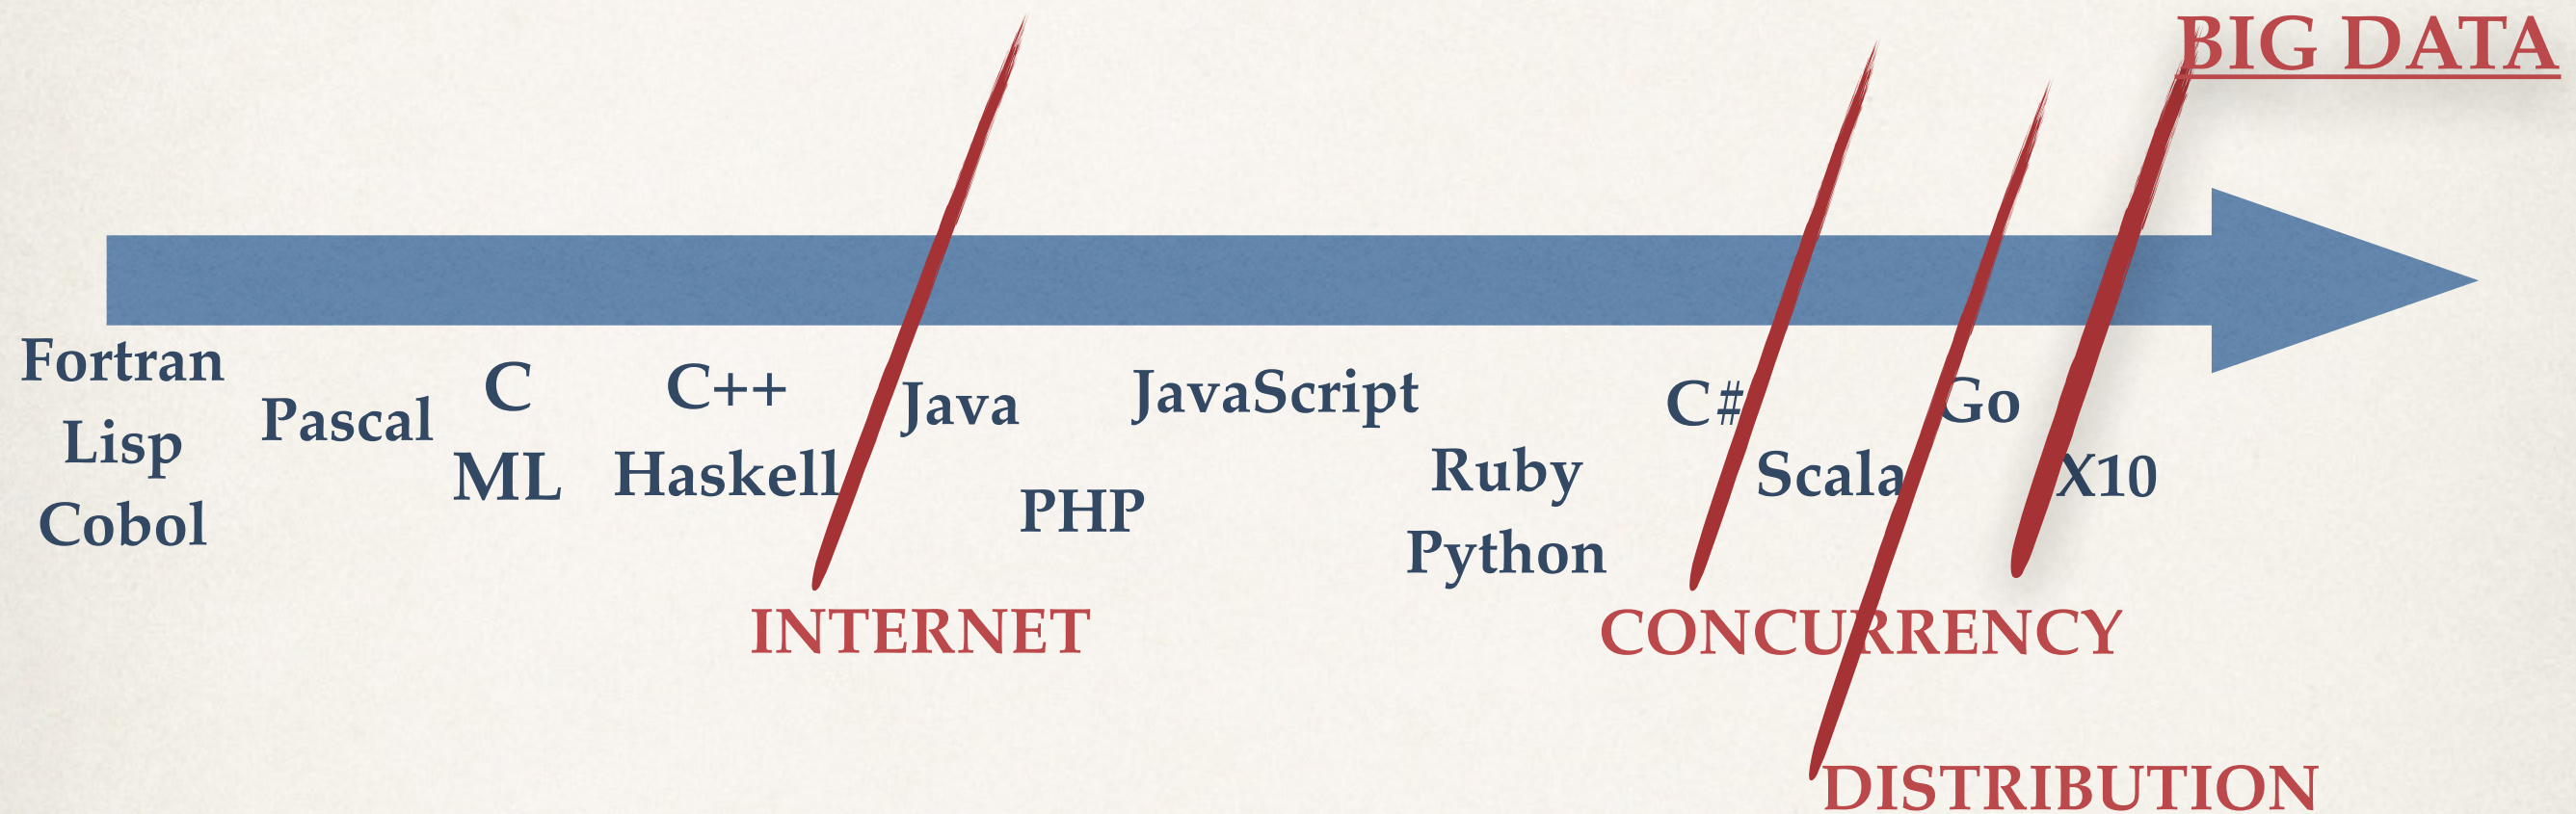 BIG DATA
Fortran
Lisp
Cobol
Pascal
C
ML
C++
Haskell
Java
PHP
JavaScript
Ruby
Python
C#
Scala
Go
X10
INTERNET
CONCURRENCY
DISTRIBUTION